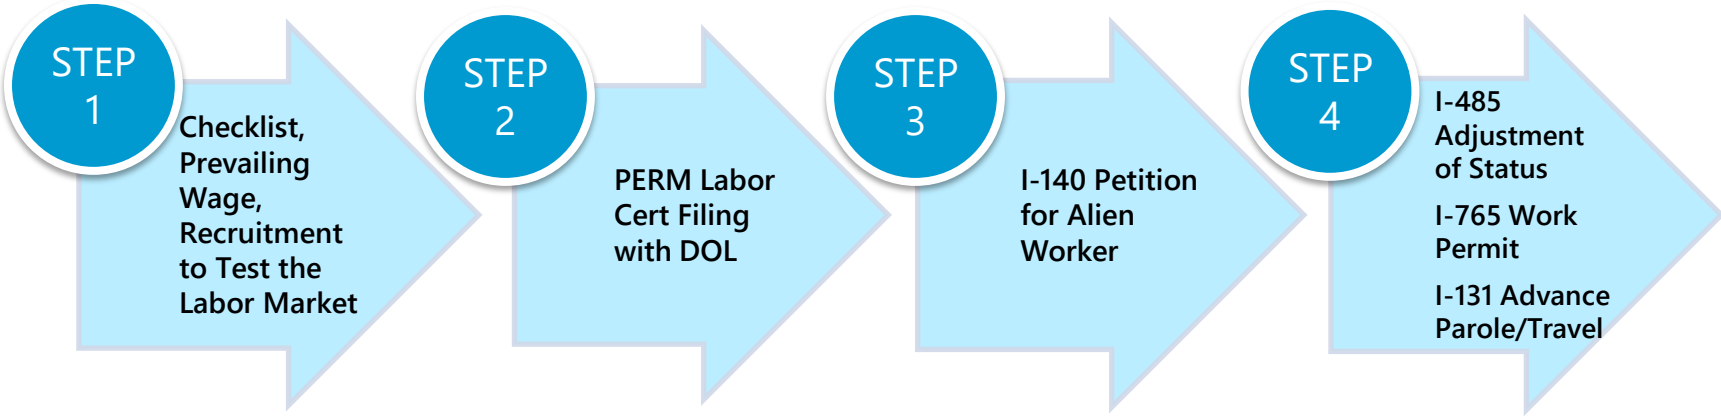 STEP
1
Checklist,
Prevailing
Wage,
Recruitment
to Test the
Labor Market
STEP
2
PERM Labor
Cert Filing
with DOL
STEP
3
I-140 Petition
for Alien
Worker
STEP
4
I-485
Adjustment
of Status
I-765 Work
Permit
I-131 Advance
Parole/Travel